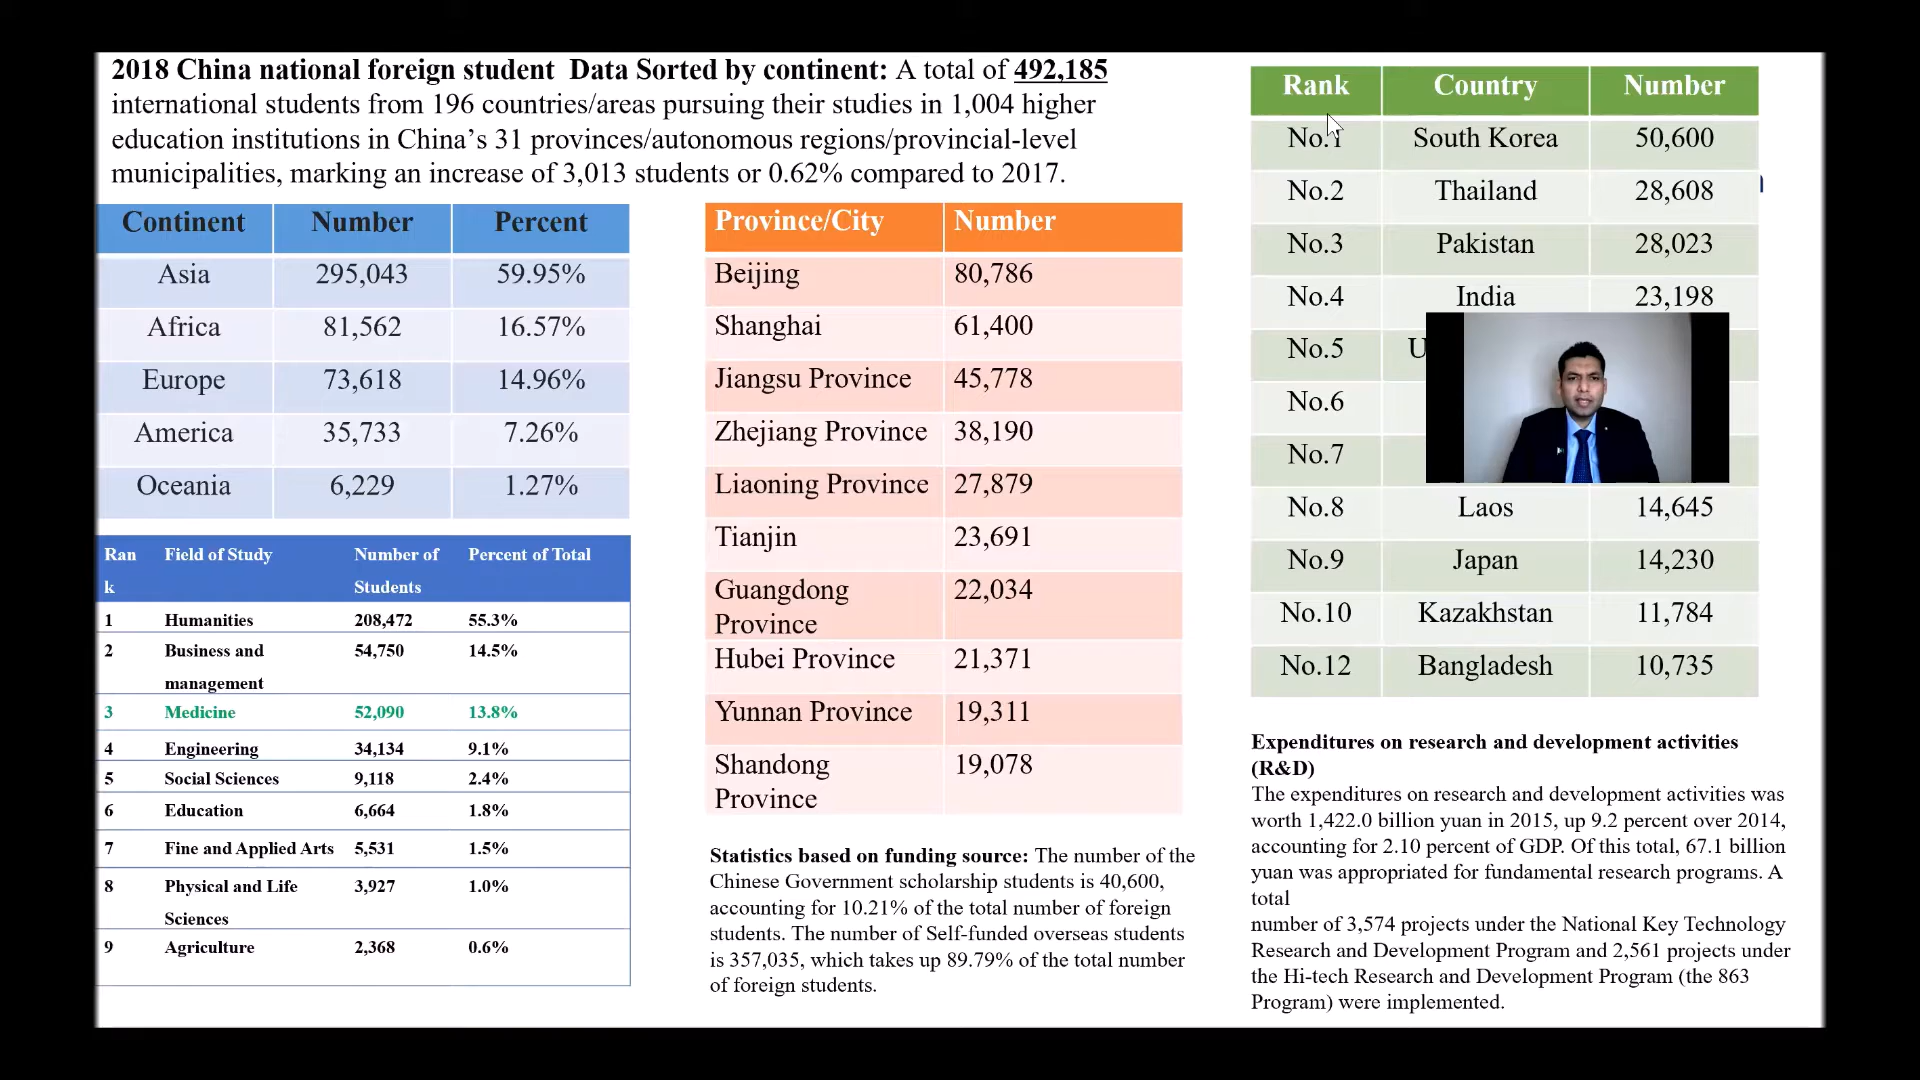 2018 China national foreign student Data Sorted by continent: A total of 492,185
international students from 196 countries/areas pursuing their studies in 1,004 higher
education institutions in China’s 31 provinces/autonomous regions/provincial-level
municipalities, marking an increase of 3,013 students or 0.62% compared to 2017.
Continent Number Percent
Asia 295,043 59.95%
Africa 81,562 16.57%
Europe 73,618 14.96%
America 35,733 7.26%
Oceania 6,229 1.27%
Ran Field of Study Number of Percent of Total
k Students
1 Humanities 208,472 55.3%
2 Business and 54,750 14.5%
management
3 Medicine 52,090 13.8%
4 Engineering 34,134 9.1%
5 Social Sciences 9,118 2.4%
6 Education 6,664 1.8%
7 Fine and Applied Arts 5,531 1.5%
8 Physical and Life 3,927 1.0%
Sciences
9 Agriculture 2,368 0.6%
Province/City Number
Beijing 80,786
Shanghai 61,400
Jiangsu Province 45,778
Zhejiang Province 38,190
Liaoning Province 27,879
Tianjin 23,691
Guangdong 22,034
Province
Hubei Province 21,371
Yunnan Province 19,311
Shandong 19,078
Province
Statistics based on funding source: The number of the
Chinese Government scholarship students is 40,600,
accounting for 10.21% of the total number of foreign
students. The number of Self-funded overseas students
is 357,035, which takes up 89.79% of the total number
of foreign students.
Rank Country Number
No.1 South Korea 50,600
No.2 Thailand 28,608
No.3 Pakistan 28,023
No.4 India 23,198
No.5
No.6
No.7
No.8 Laos 14,645
No.9 Japan 14,230
No.10 Kazakhstan 11,784
No.12 Bangladesh 10,735
Expenditures on research and development activities
(R&D)
The expenditures on research and development activities was
worth 1,422.0 billion yuan in 2015, up 9.2 percent over 2014,
accounting for 2.10 percent of GDP. Of this total, 67.1 billion
yuan was appropriated for fundamental research programs. A
total
number of 3,574 projects under the National Key Technology
Research and Development Program and 2,561 projects under
the Hi-tech Research and Development Program (the 863
Program) were implemented.